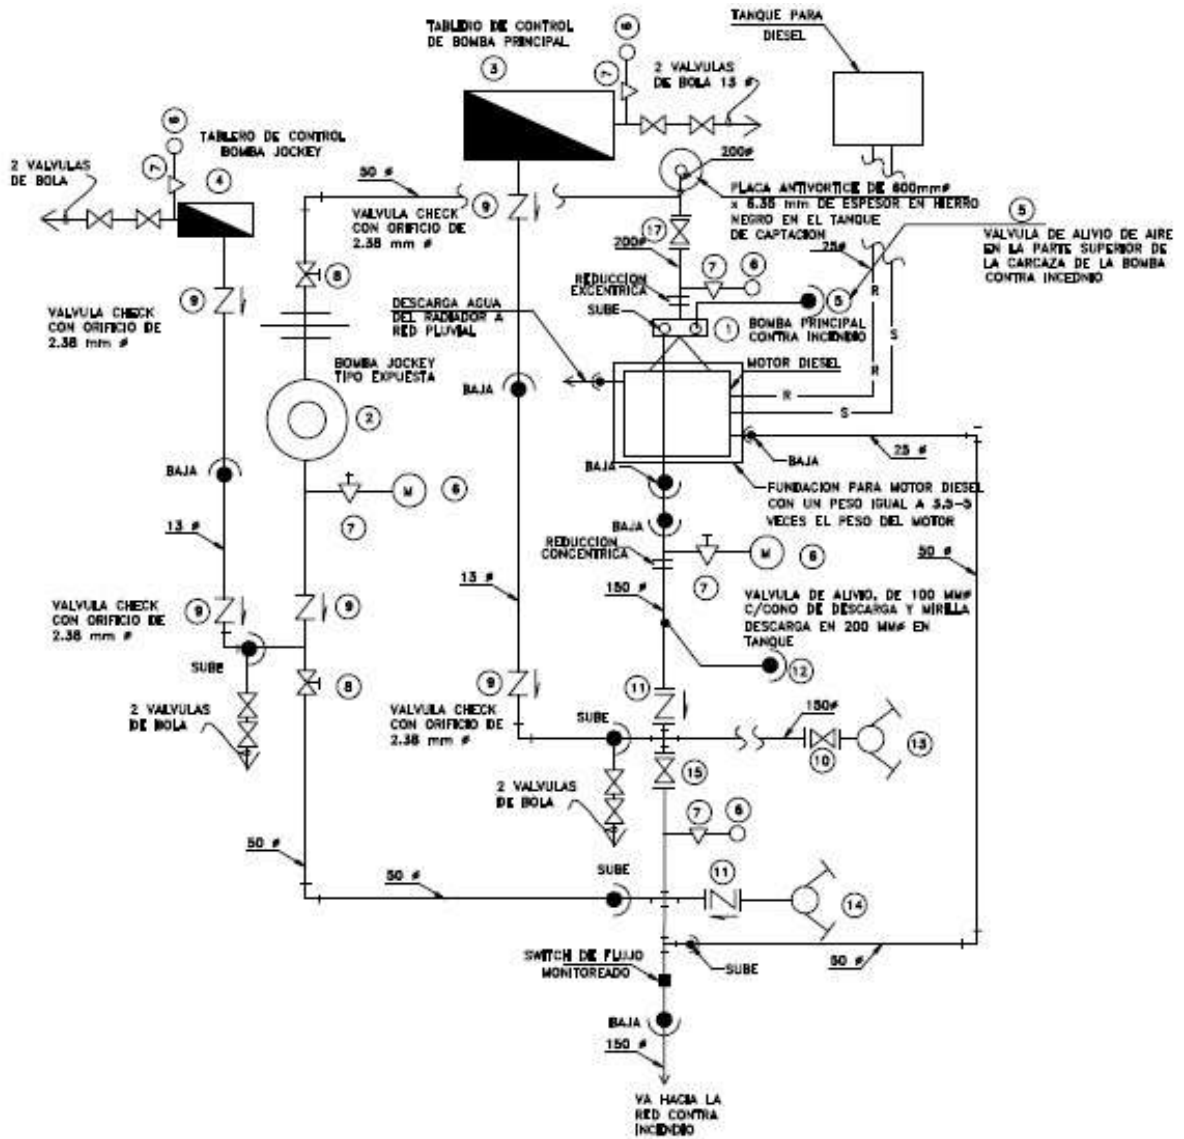 TABLERO DE CONTROL
DE BOMBA PRINCIPAL
3
6
7
2 VALVULAS
DE BOLA 13 ø
TANQUE PARA
DIESEL
6
7
TABLERO DE CONTROL
BOMBA JOCKEY
4
2 VALVULAS
DE BOLA
50 ø
VALVULA CHECK
CON ORIFICIO DE
2.38 mm ø
9
200ø
PLACA ANTIVORTICE DE 600mmø
x 6.35 mm DE ESPESOR EN HIERRO
NEGRO EN EL TANQUE
DE CAPTACION
17
200ø
5
VALVULA DE ALIVIO DE AIRE
EN LA PARTE SUPERIOR DE
LA CARCAZA DE LA BOMBA
CONTRA INCEDNIO
25ø
8
9
VALVULA CHECK
CON ORIFICIO DE
2.38 mm ø
REDUCCION
EXCENTRICA
7
6
5
DESCARGA AGUA
DEL RADIADOR A
RED PLUVIAL
SUBE
1
BOMBA PRINCIPAL
CONTRA INCENDIO
R
S
BOMBA JOCKEY
TIPO EXPUESTA
2
BAJA
MOTOR DIESEL
R
R
S
BAJA
BAJA
BAJA
25 ø
FUNDACION PARA MOTOR DIESEL
CON UN PESO IGUAL A 3.5-5
VECES EL PESO DEL MOTOR
M
6
7
13 ø
BAJA
REDUCCION
CONCENTRICA
M
6
7
50 ø
13 ø
150 ø
VALVULA DE ALIVIO, DE 100 MMø
C/CONO DE DESCARGA Y MIRILLA
DESCARGA EN 200 MMø EN
TANQUE
12
VALVULA CHECK
CON ORIFICIO DE
2.38 mm ø
9
9
SUBE
8
9
11
VALVULA CHECK
CON ORIFICIO DE
2.38 mm ø
2 VALVULAS
DE BOLA
SUBE
150ø
10
13
15
2 VALVULAS
DE BOLA
7
6
50 ø
50 ø
SUBE
11
14
SWITCH DE FLUJO
MONITOREADO
SUBE
50 ø
BAJA
150 ø
VA HACIA LA
RED CONTRA
INCENDIO